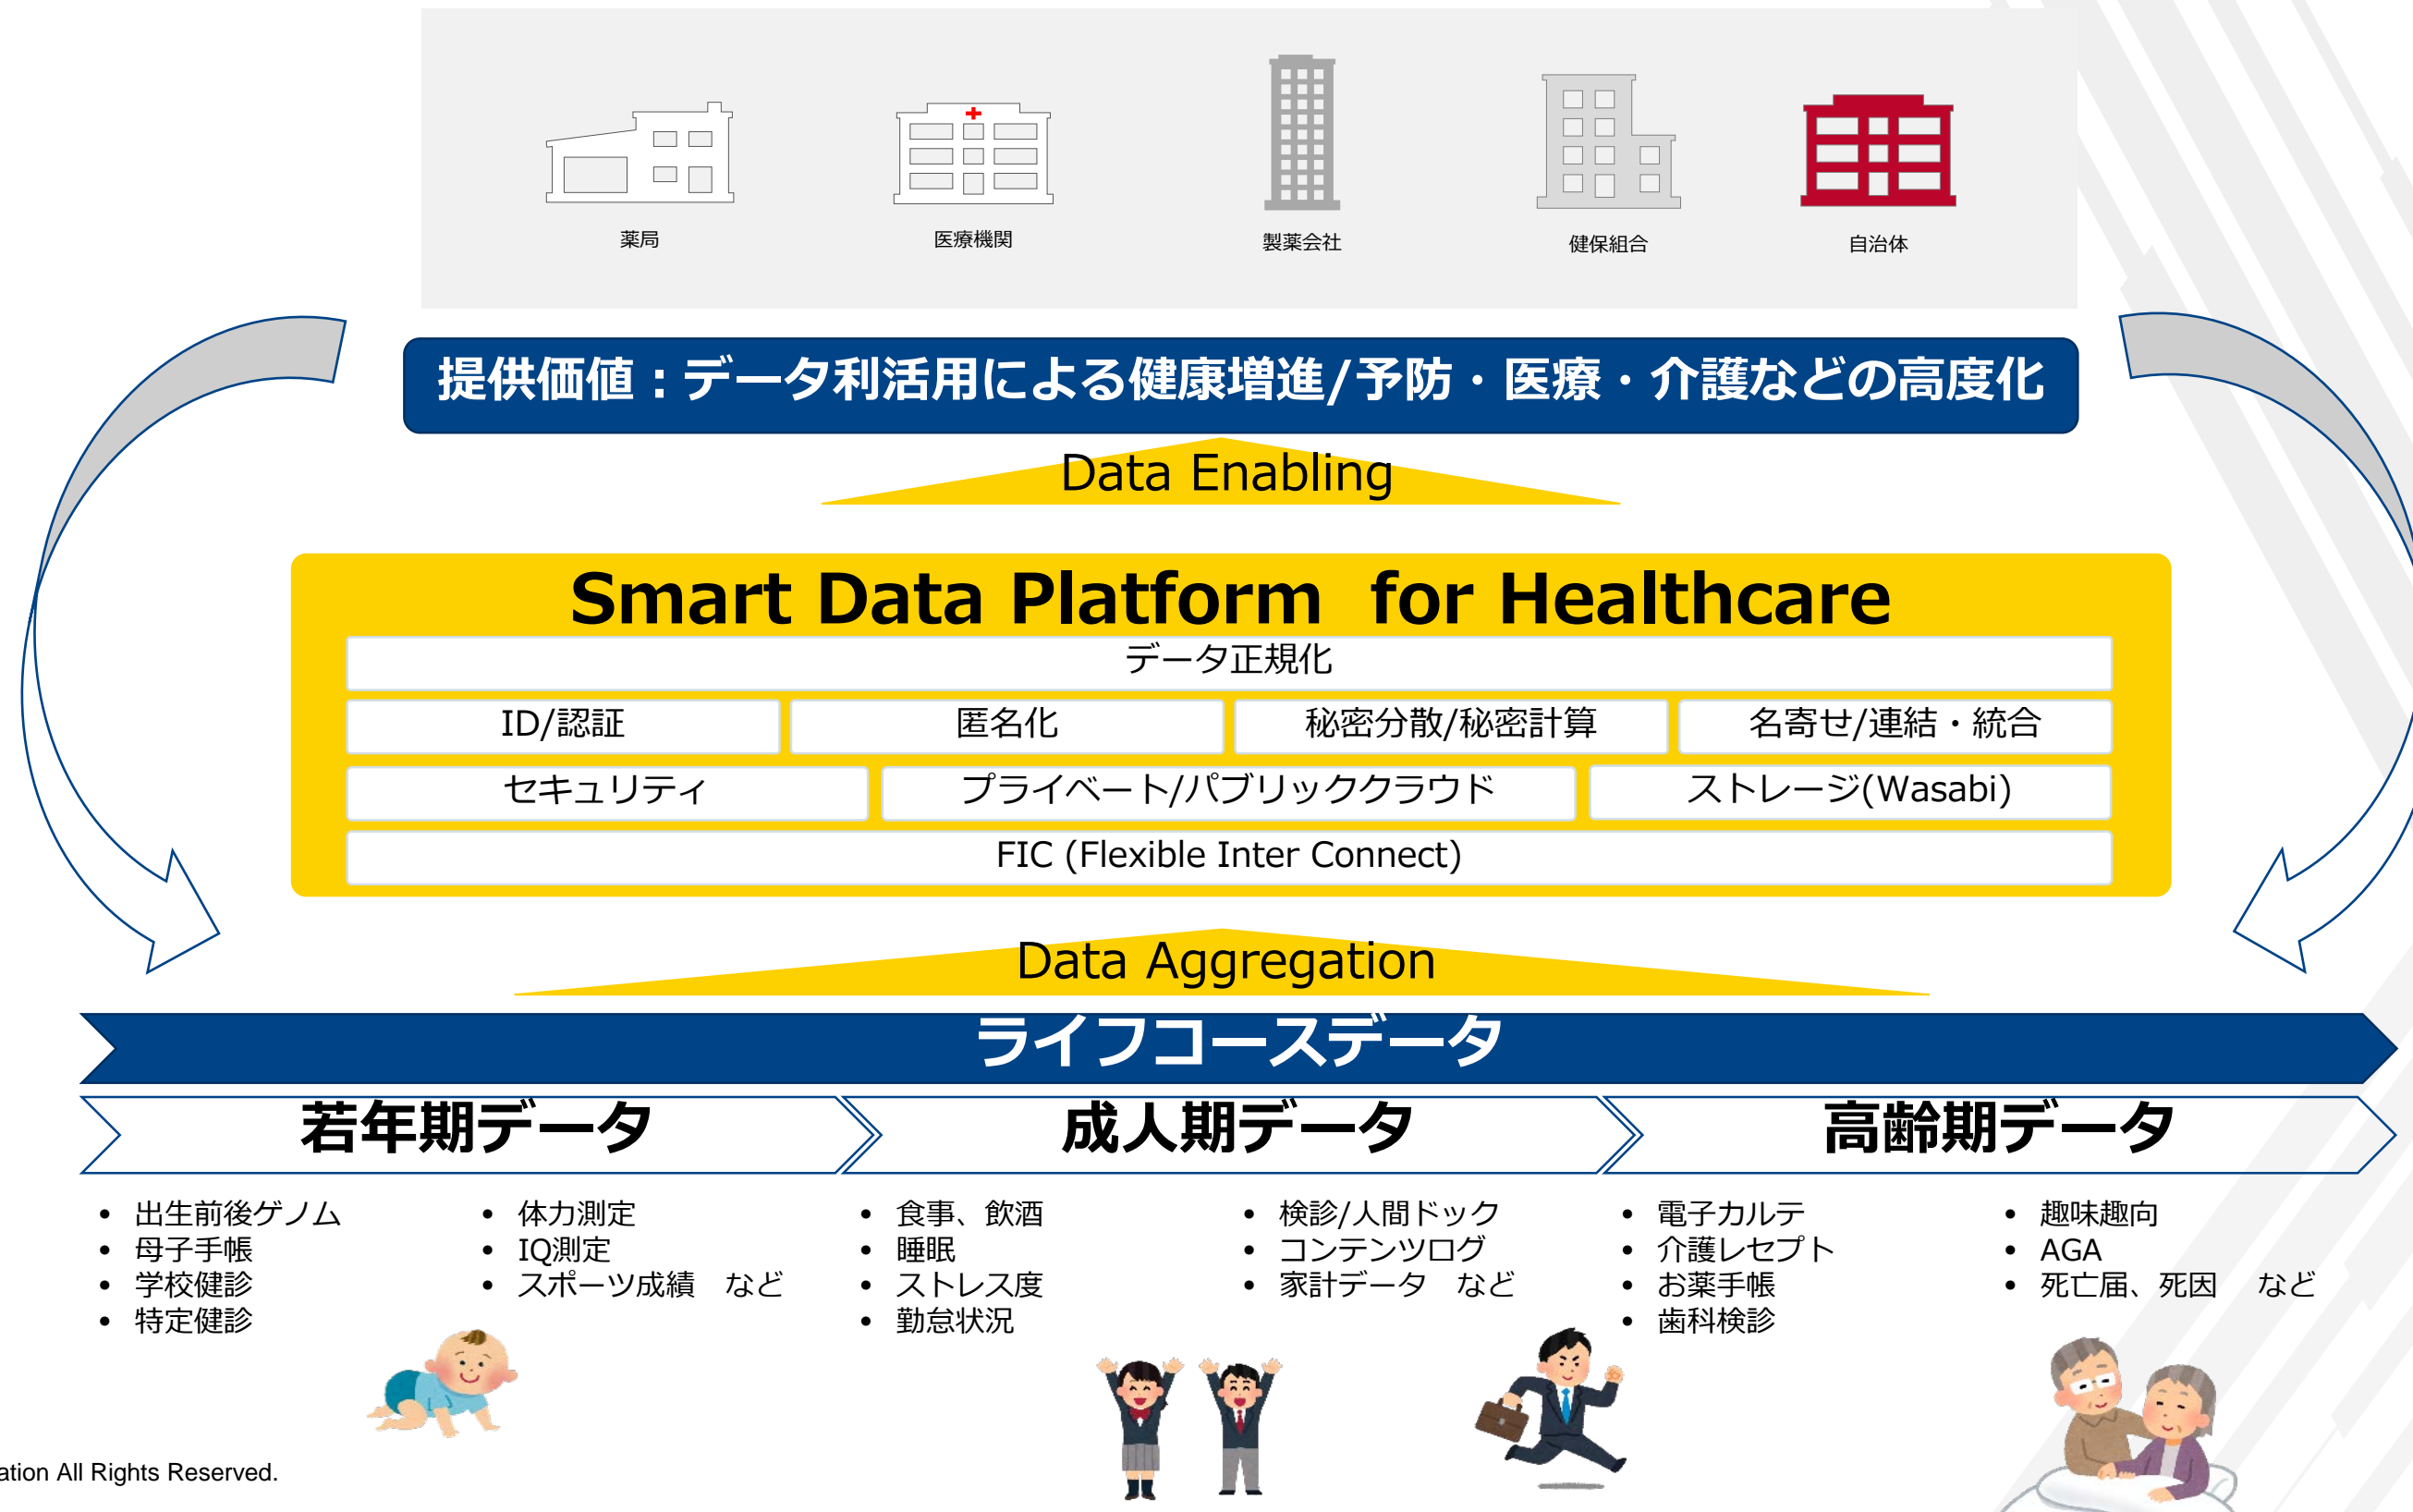 薬局
医療機関
製薬会社
健保組合
自治体
提供価値：データ利活用による健康増進/予防・医療・介護などの高度化
Data Enabling
Smart Data Platform for Healthcare
データ正規化
ID/認証
匿名化
秘密分散/秘密計算
名寄せ/連結・統合
セキュリティ
プライベート/パブリッククラウド
ストレージ(Wasabi)
FIC (Flexible Inter Connect)
Data Aggregation
ライフコースデータ
若年期データ
成人期データ
高齢期データ
• 出生前後ゲノム
• 母子手帳
• 学校健診
• 特定健診
• 体力測定
• IQ測定
• スポーツ成績　など
• 食事、飲酒
• 睡眠
• ストレス度
• 勤怠状況
• 検診/人間ドック
• コンテンツログ
• 家計データ　など
• 電子カルテ
• 介護レセプト
• お薬手帳
• 歯科検診
• 趣味趣向
• AGA
• 死亡届、死因　など
ation All Rights Reserved.